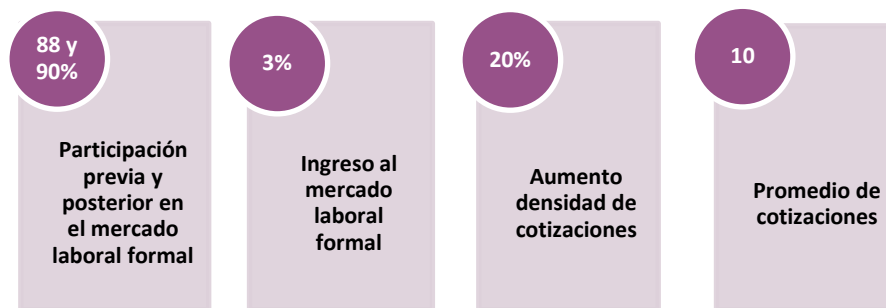 88 y
90%
Participación
previa y
posterior en
el mercado
laboral formal
3%
Ingreso al
mercado
laboral
formal
20%
Aumento
densidad de
cotizaciones
10
Promedio de
cotizaciones